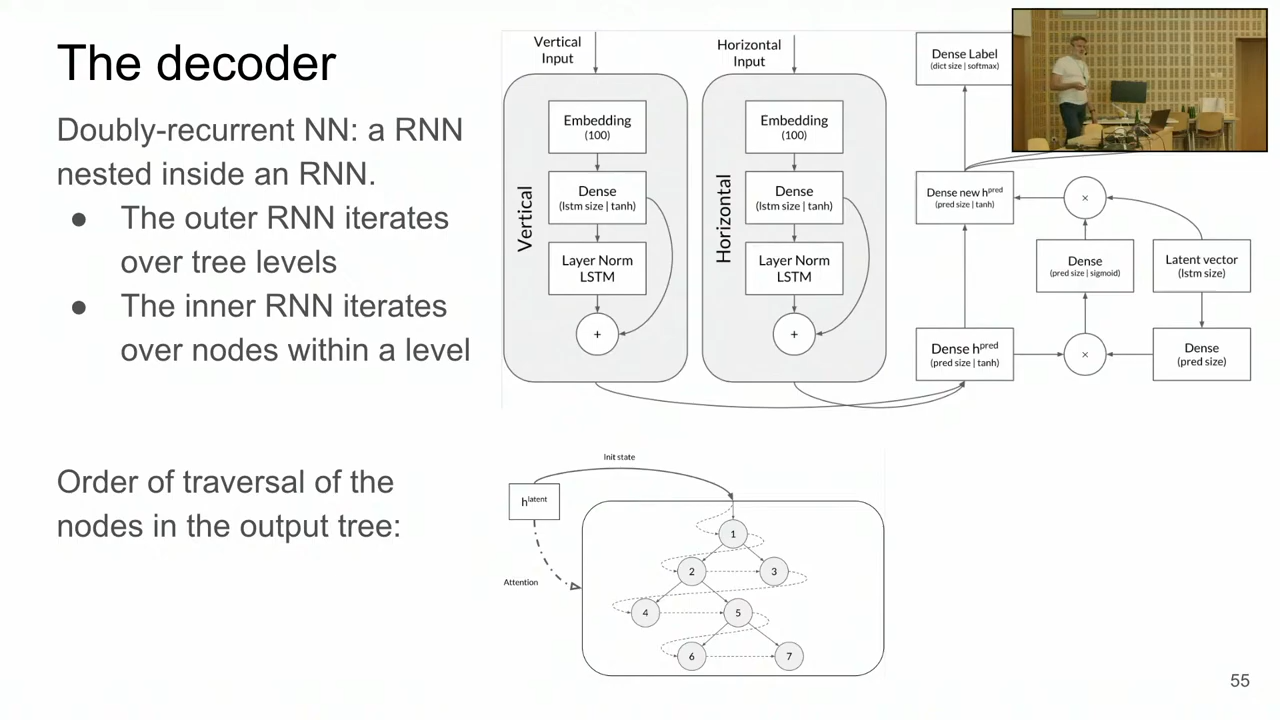 The decoder
Doubly-recurrent NN: a RNN
nested inside an RNN.
● The outer RNN iterates
over tree levels
● The inner RNN iterates
over nodes within a level
Order of traversal of the
nodes in the output tree:
Vertical
Input
Vertical
Embedding
(100)
Dense
(lstm size | tanh)
Layer Norm
LSTM
+
Horizontal
Input
Horizontal
Embedding
(100)
Dense
(lstm size | tanh)
Layer Norm
LSTM
+
Dense Label
(dict size | softmax)
Dense new hpred
(pred size | tanh)
×
Dense
(pred size | sigmoid)
Latent vector
(lstm size)
Dense hpred
(pred size | tanh)
×
Dense
(pred size)
Init state
hlatent
Attention
1
2
3
4
5
6
7
55